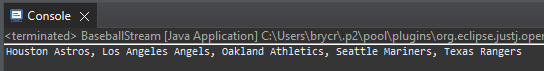 Console
<terminated> BaseballStream [Java Application] C:\Users\brycr\.p2\pool\plugins\org.eclipse.justj.ope
Houston Astros, Los Angeles Angels, Oakland Athletics, Seattle Mariners, Texas Rangers